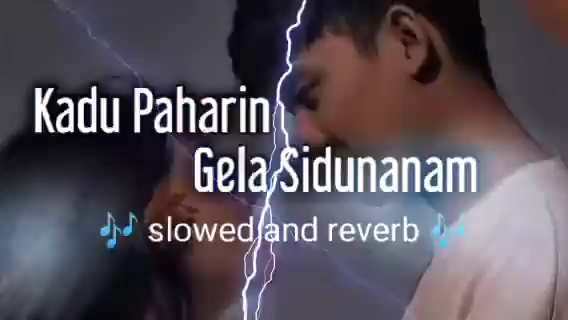 Kadu Paharin
Gela Sidunanam
🎶 slowed and reverb 🎶